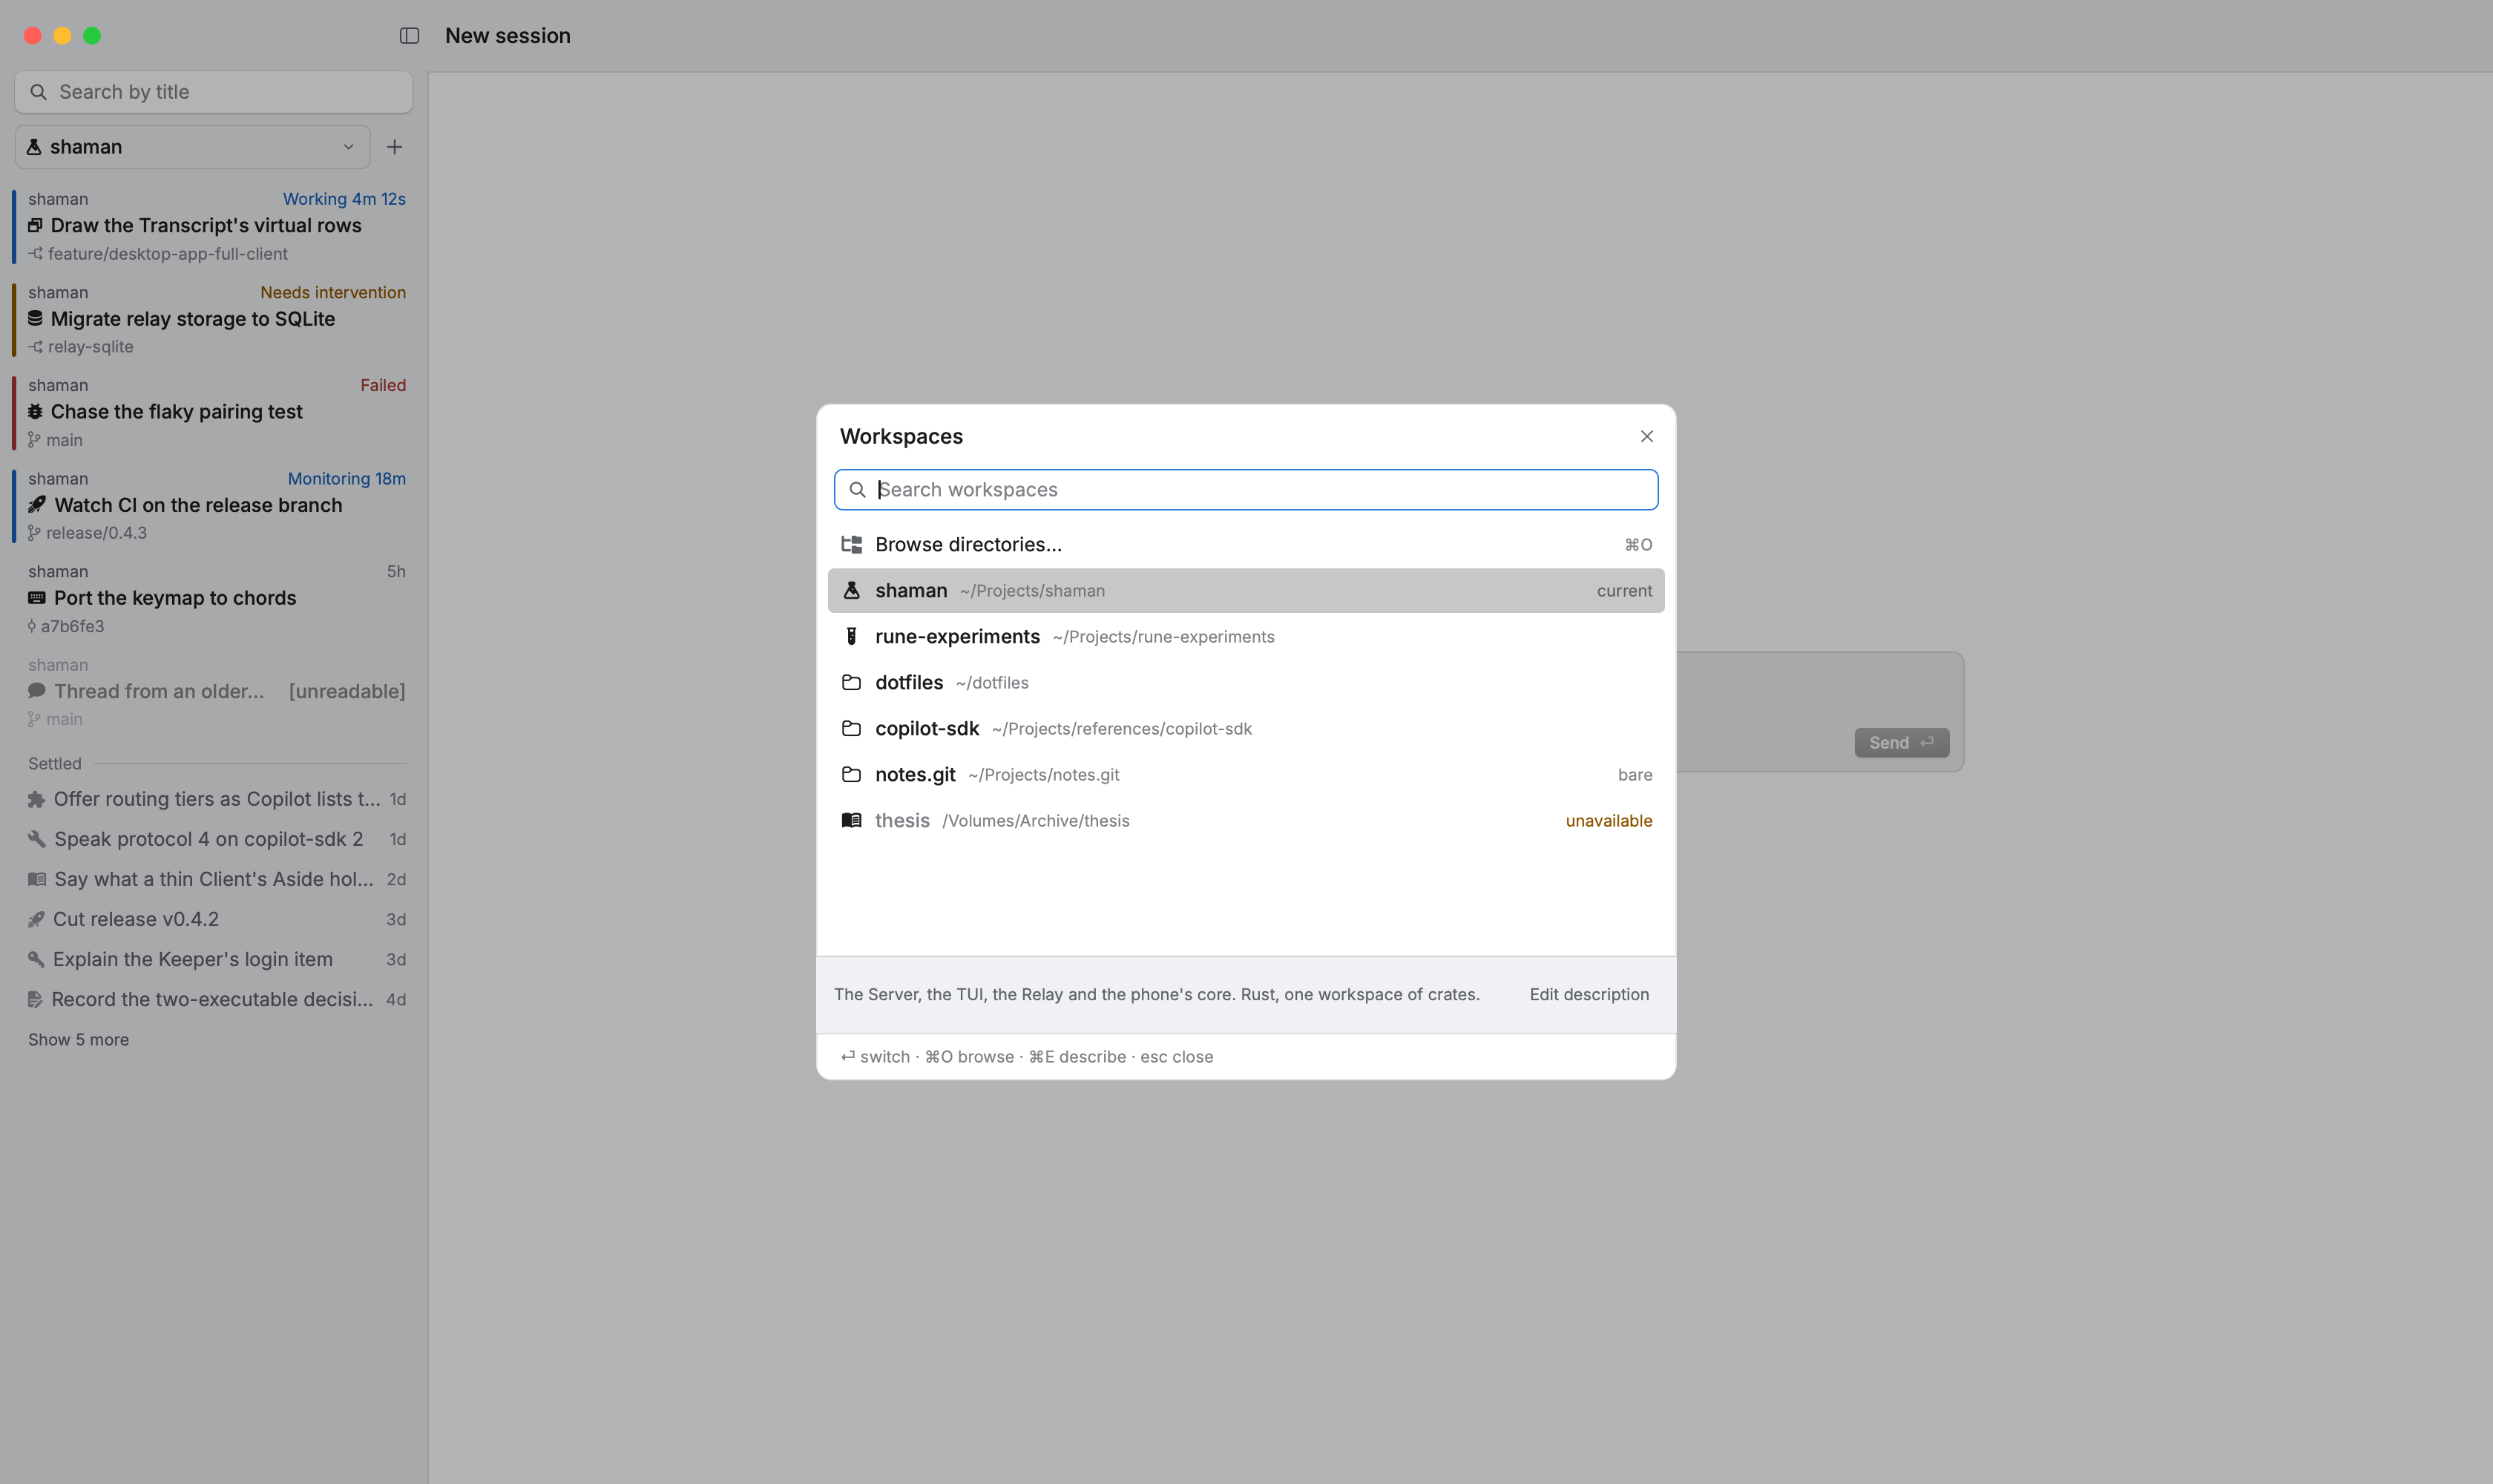 New session
Search by title
shaman
shaman Working 4m 12s
Draw the Transcript's virtual rows
feature/desktop-app-full-client
shaman Needs intervention
Migrate relay storage to SQLite
relay-sqlite
shaman Failed
Chase the flaky pairing test
main
shaman Monitoring 18m
Watch CI on the release branch
release/0.4.3
shaman 5h
Port the keymap to chords
a7b6fe3
shaman
Thread from an older... [unreadable]
main
Settled
Offer routing tiers as Copilot lists t... 1d
Speak protocol 4 on copilot-sdk 2 1d
Say what a thin Client's Aside hol... 2d
Cut release v0.4.2 3d
Explain the Keeper's login item 3d
Record the two-executable decisi... 4d
Show 5 more
Workspaces
Search workspaces
Browse directories... ⌘O
shaman ~/Projects/shaman current
rune-experiments ~/Projects/rune-experiments
dotfiles ~/dotfiles
copilot-sdk ~/Projects/references/copilot-sdk
notes.git ~/Projects/notes.git bare
thesis /Volumes/Archive/thesis unavailable
The Server, the TUI, the Relay and the phone's core. Rust, one workspace of crates. Edit description
⏎ switch · ⌘O browse · ⌘E describe · esc close
Send ⏎